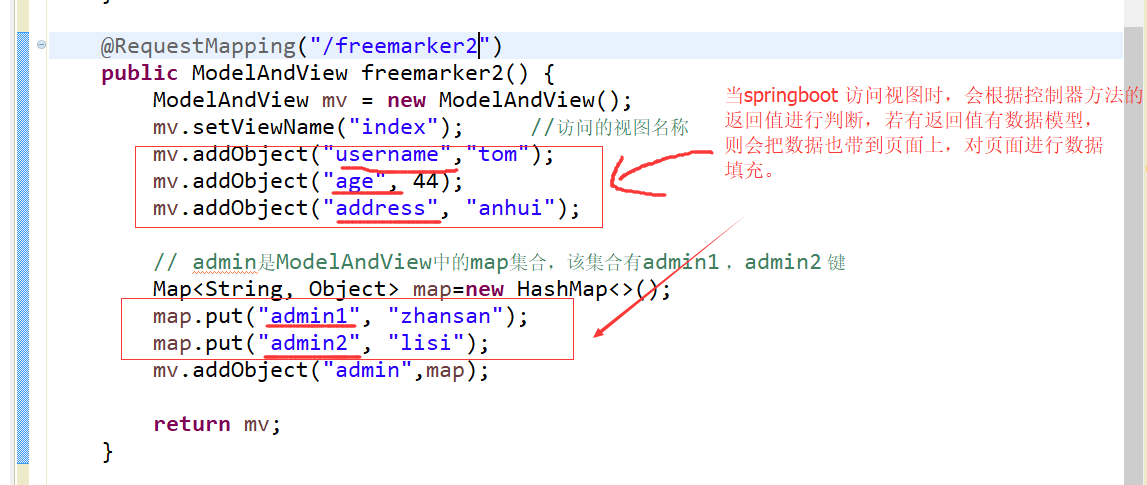 }
@RequestMapping("/freemarker2")
public ModelAndView freemarker2() {
ModelAndView mv = new ModelAndView();
mv.setViewName("index"); //访问的视图名称
mv.addObject("username","tom");
mv.addObject("age", 44);
mv.addObject("address", "anhui");
当springboot 访问视图时，会根据控制器方法的
返回值进行判断，若有返回值有数据模型，
则会把数据也带到页面上，对页面进行数据
填充。
// admin是ModelAndView中的map集合，该集合有admin1 ，admin2 键
Map<String, Object> map=new HashMap<>();
map.put("admin1", "zhansan");
map.put("admin2", "lisi");
mv.addObject("admin",map);
return mv;
}